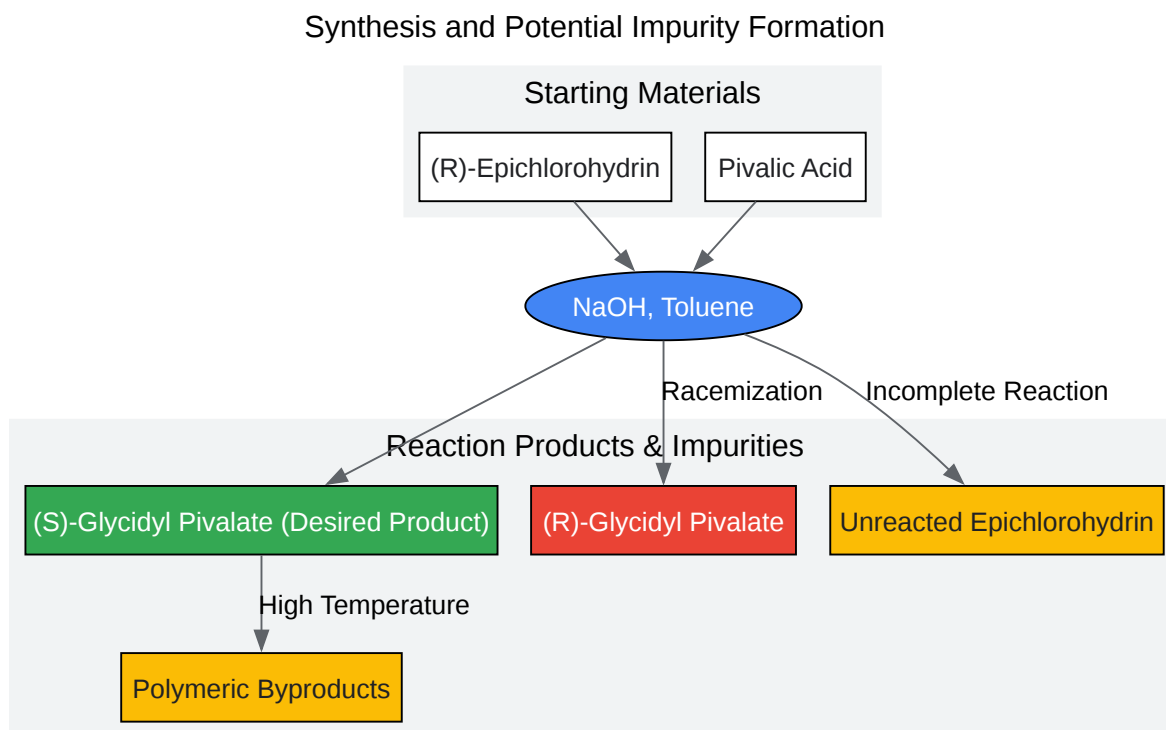 Synthesis and Potential Impurity Formation
Starting Materials
(R)-Epichlorohydrin
Pivalic Acid
NaOH, Toluene
Racemization
Incomplete Reaction
Reaction Products & Impurities
(S)-Glycidyl Pivalate (Desired Product)
(R)-Glycidyl Pivalate
Unreacted Epichlorohydrin
High Temperature
Polymeric Byproducts